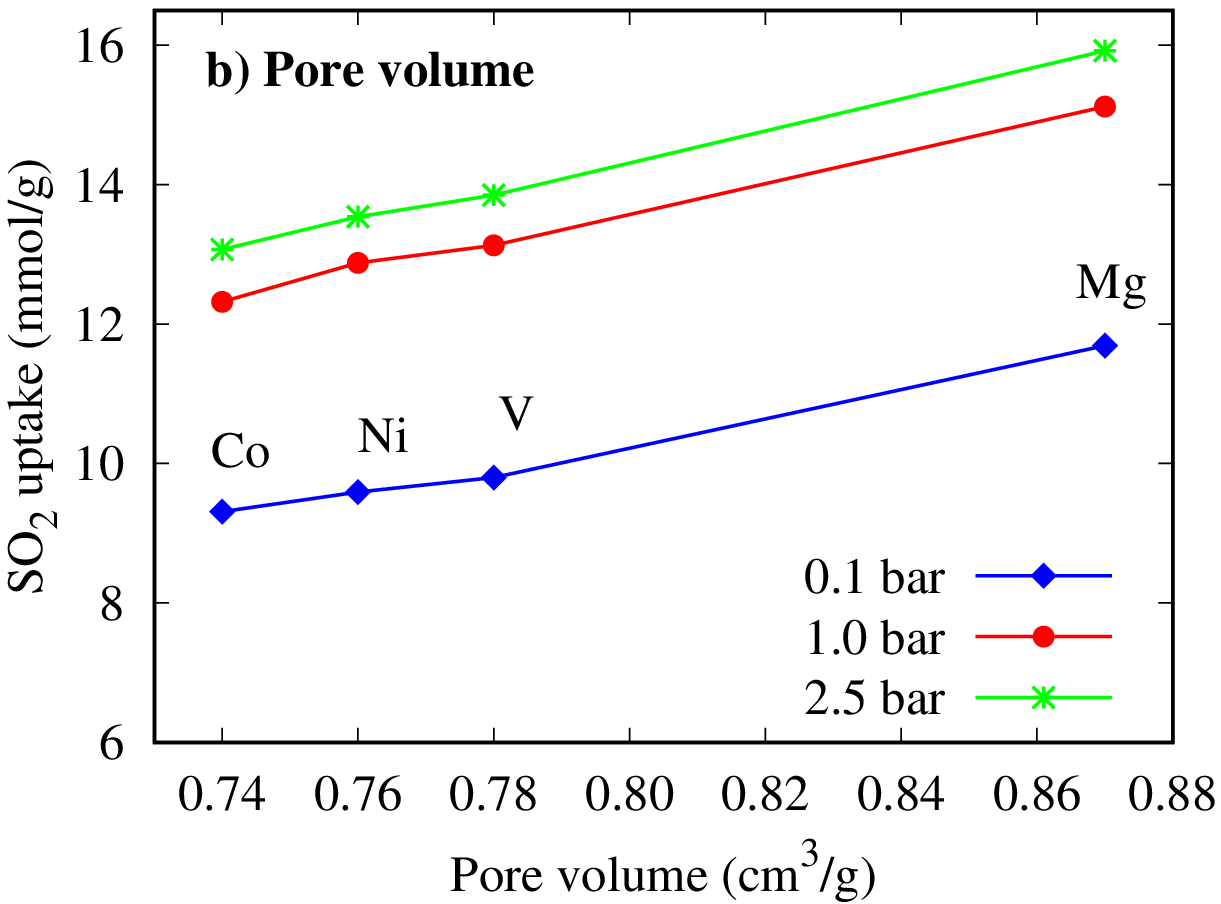 b) Pore volume
16
14
12
10
8
6
SO₂ uptake (mmol/g)
Mg
V
Ni
Co
0.1 bar
1.0 bar
2.5 bar
0.74 0.76 0.78 0.80 0.82 0.84 0.86 0.88
Pore volume (cm³/g)